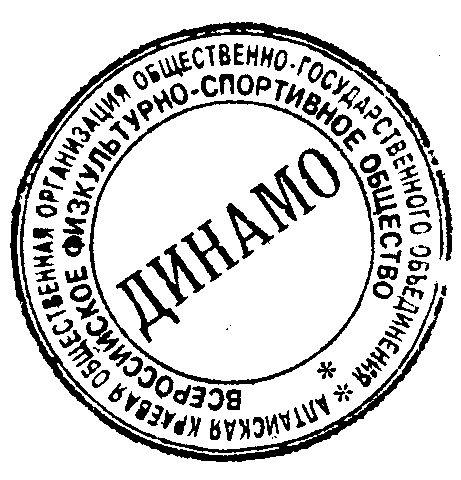 АЛТАЙСКАЯ КРАЕВАЯ ОБЩЕСТВЕННАЯ ОРГАНИЗАЦИЯ ОБЩЕСТВЕННО-ГОСУДАРСТВЕННОГО ОБЪЕДИНЕНИЯ *
ВСЕРОССИЙСКОЕ ФИЗКУЛЬТУРНО-СПОРТИВНОЕ ОБЩЕСТВО *
ДИНАМО